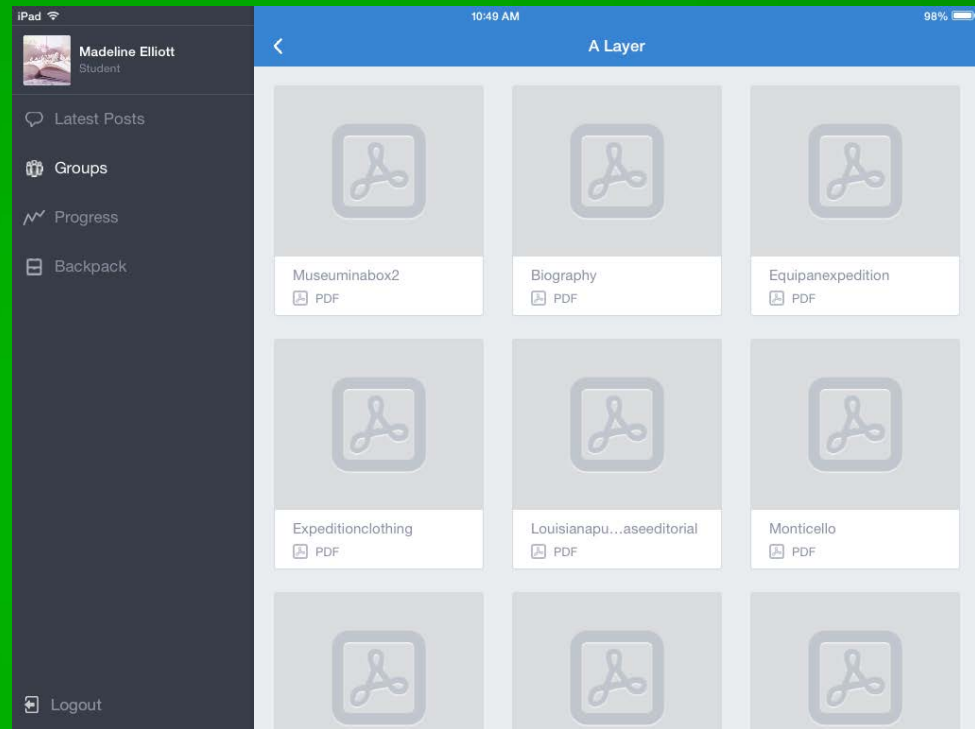 iPad
10:49 AM
98%
Madeline Elliott
Student
A Layer
Latest Posts
Groups
Progress
Backpack
Logout
Museuminabox2
PDF
Biography
PDF
Equipanexpedition
PDF
Expeditionclothing
PDF
Louisianapu...aseeditorial
PDF
Monticello
PDF